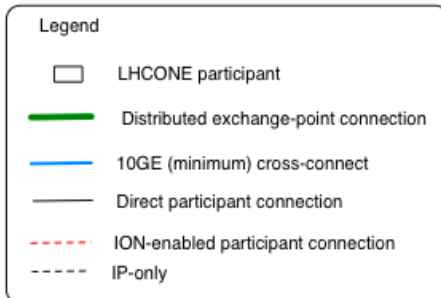 Legend
LHCONE participant
Distributed exchange-point connection
10GE (minimum) cross-connect
Direct participant connection
ION-enabled participant connection
IP-only